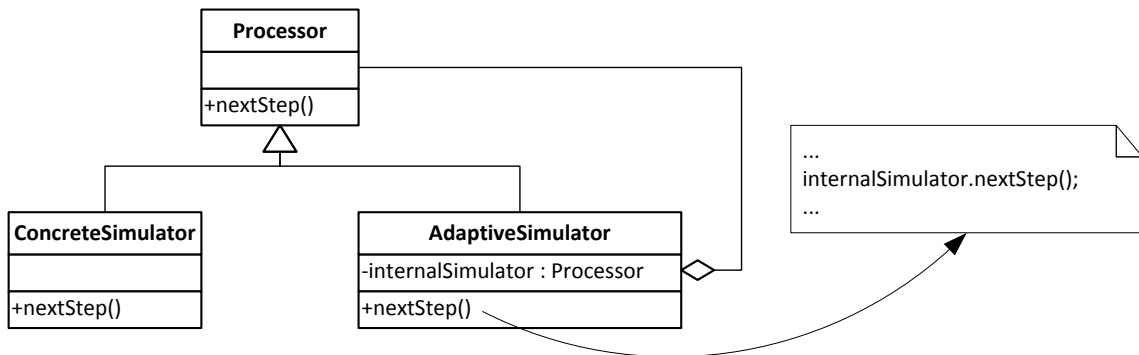 Processor
+nextStep()
ConcreteSimulator
+nextStep()
AdaptiveSimulator
-internalSimulator : Processor
+nextStep()
...
internalSimulator.nextStep();
...